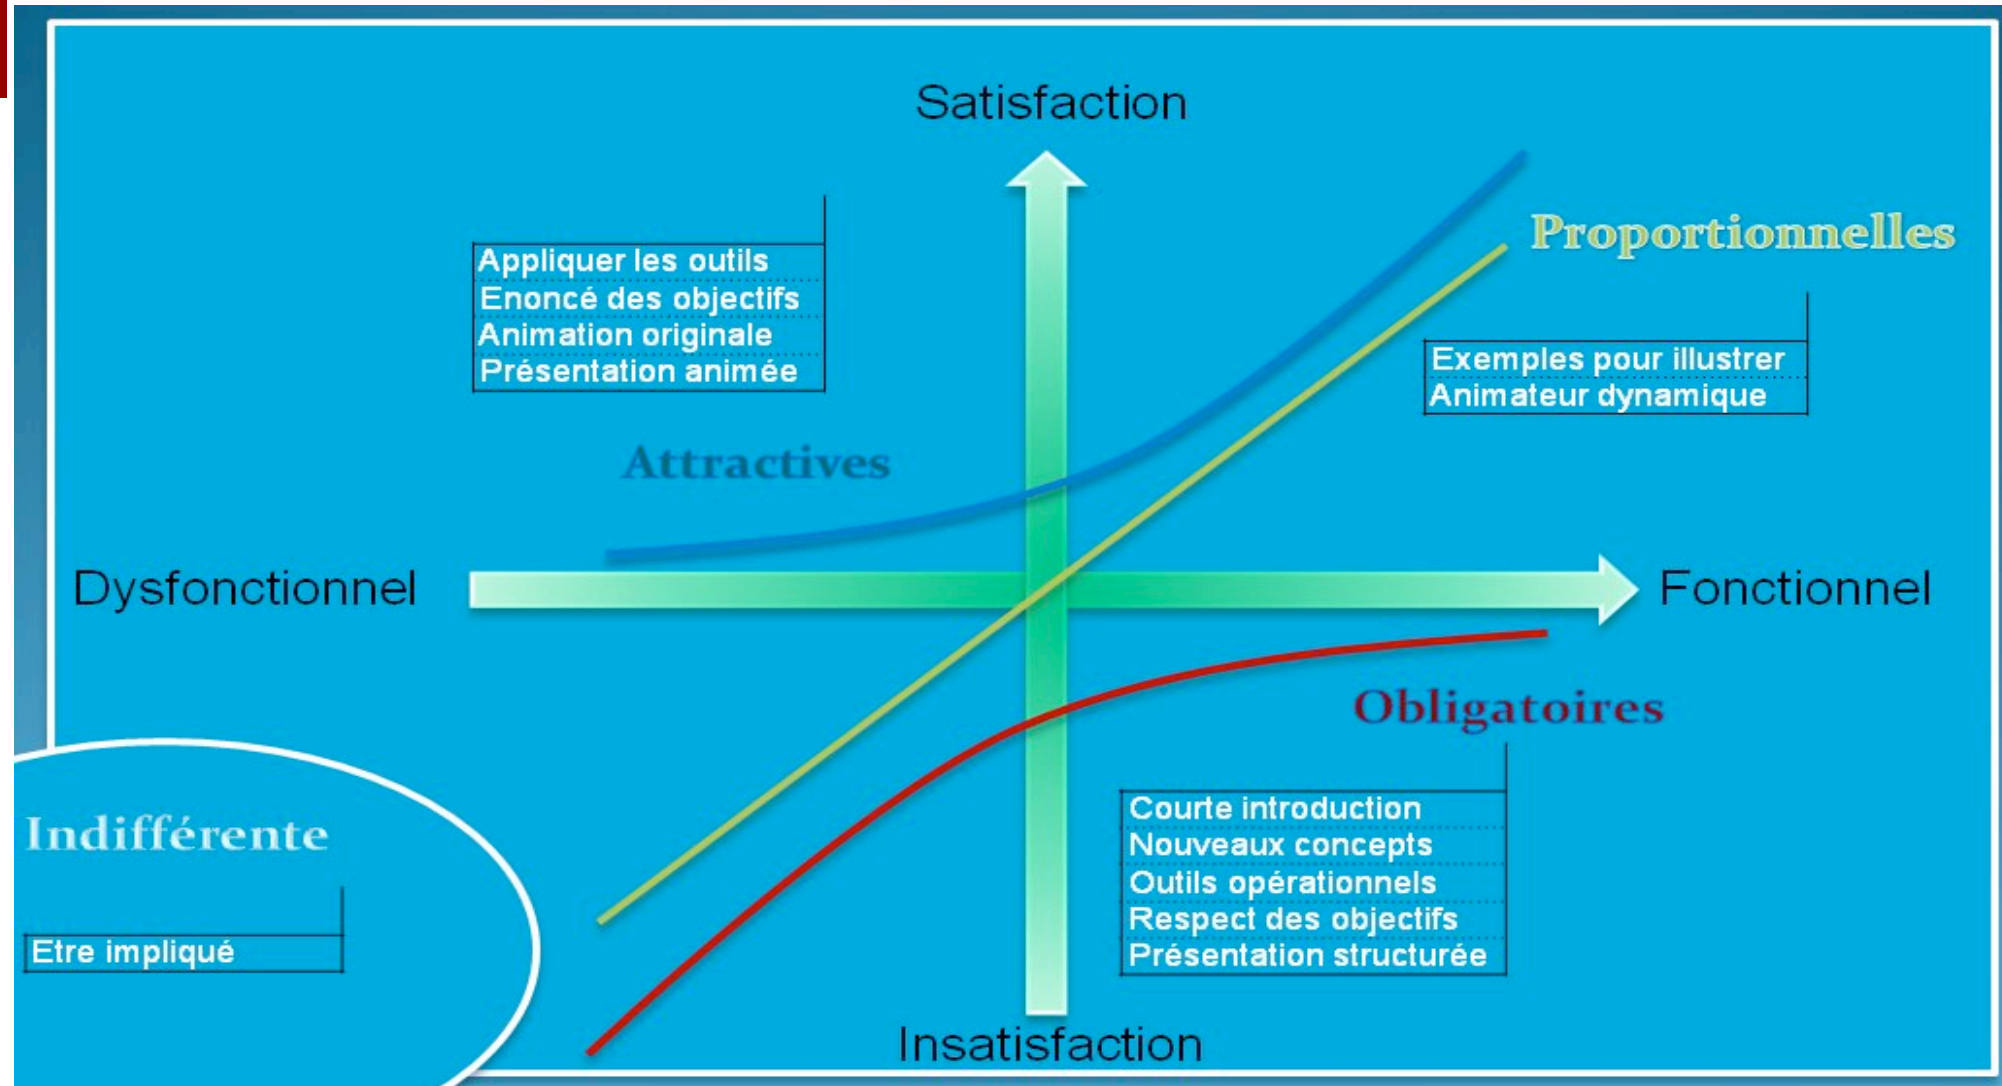 Satisfaction
Proportionnelles
Appliquer les outils
Enoncé des objectifs
Animation originale
Présentation animée
Exemples pour illustrer
Animateur dynamique
Attractives
Dysfonctionnel
Fonctionnel
Obligatoires
Courte introduction
Nouveaux concepts
Outils opérationnels
Respect des objectifs
Présentation structurée
Indifférente
Etre impliqué
Insatisfaction